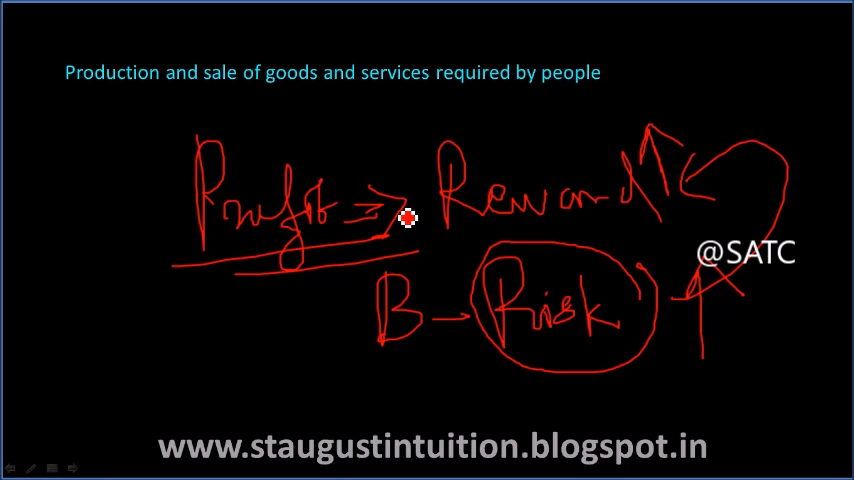 Production and sale of goods and services required by people
Profit ⇒ Reward ↑
@SATC
B - Risk ↑
www.staugustintuition.blogspot.in